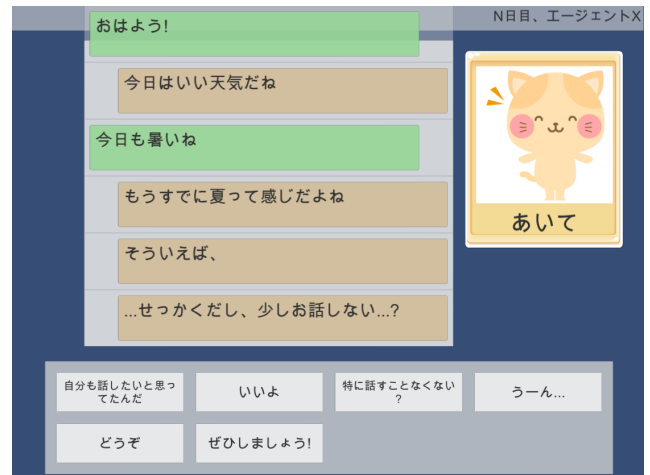 N日目、エージェントX
おはよう!
今日はいい天気だね
今日も暑いね
もうすでに夏って感じだよね
そういえば、
...せっかくだし、少しお話しない...?
あいて
自分も話したいと思っ
てたんだ
いいよ
特に話すことなくない
?
うーん...
どうぞ
ぜひしましょう!